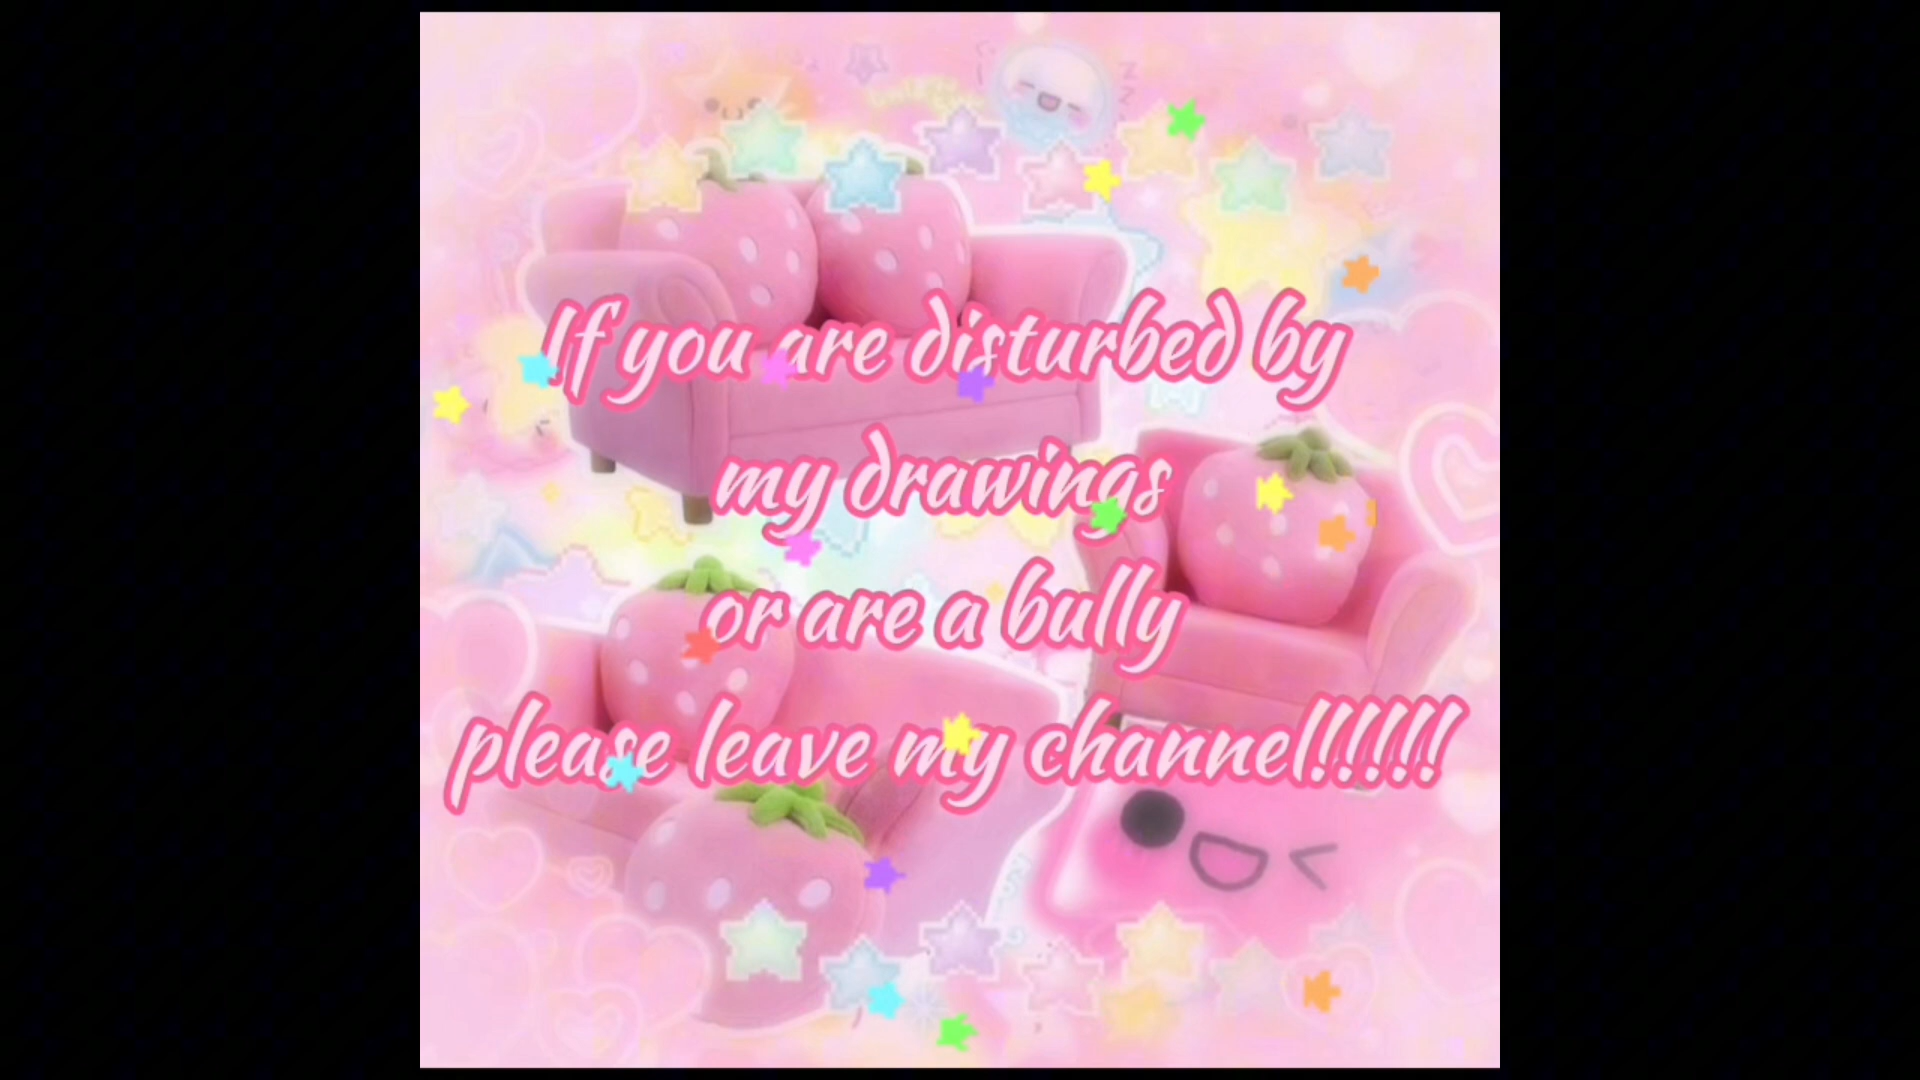 If you are disturbed by
my drawings
or are a bully
please leave my channel!!!!!